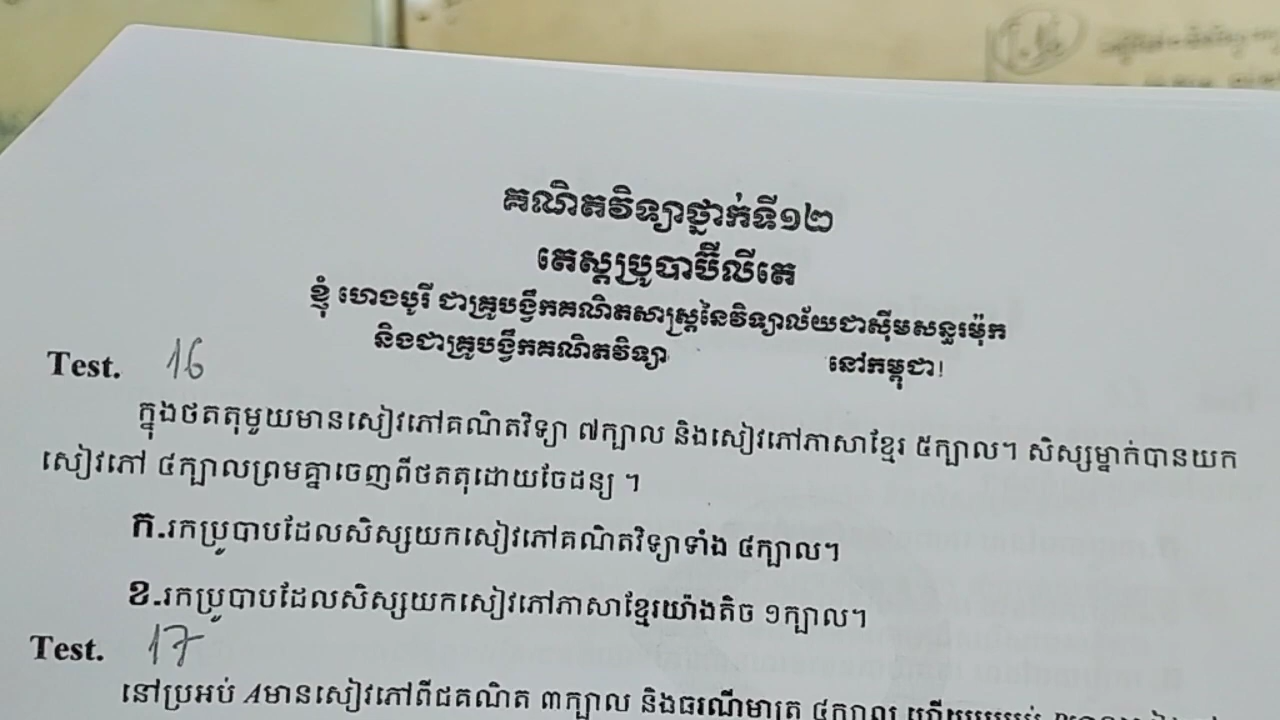 គណិតវិទ្យាថ្នាក់ទី១២
តេស្តប្រូបាប៊ីលីតេ
ខ្ញុំ ហេងបូរី ជាគ្រូបង្វឹកគណិតសាស្ត្រនៃវិទ្យាល័យជាស៊ីមសន្ធរម៉ុក
និងជាគ្រូបង្វឹកគណិតវិទ្យា នៅកម្ពុជា!
Test. 16
ក្នុងថតតុមួយមានសៀវភៅគណិតវិទ្យា ៧ក្បាល និងសៀវភៅភាសាខ្មែរ ៥ក្បាល។ សិស្សម្នាក់បានយក
សៀវភៅ ៤ក្បាលព្រមគ្នាចេញពីថតតុដោយចៃដន្យ ។
ក.រកប្រូបាបដែលសិស្សយកសៀវភៅគណិតវិទ្យាទាំង ៤ក្បាល។
ខ.រកប្រូបាបដែលសិស្សយកសៀវភៅភាសាខ្មែរយ៉ាងតិច ១ក្បាល។
Test. 17
នៅប្រអប់ Aមានសៀវភៅពីជគណិត ៣ក្បាល និងធរណីមាត្រ ៤ក្បាល